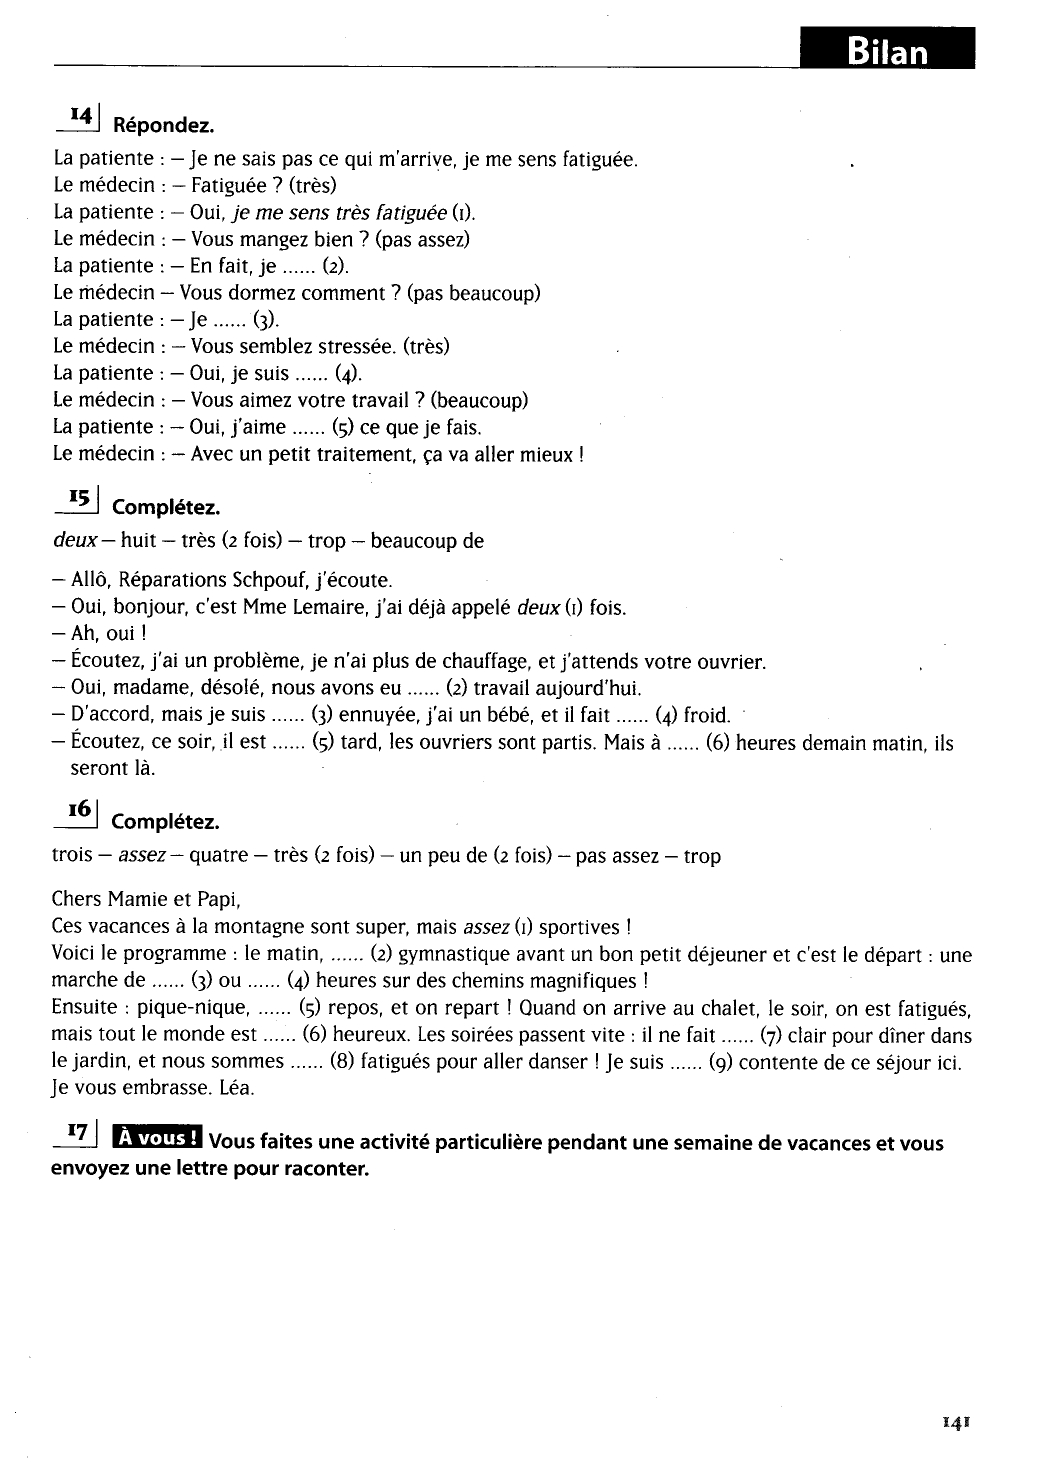 Bilan
14 Répondez.
La patiente : – Je ne sais pas ce qui m'arrive, je me sens fatiguée.
Le médecin : – Fatiguée ? (très)
La patiente : – Oui, je me sens très fatiguée (1).
Le médecin : – Vous mangez bien ? (pas assez)
La patiente : – En fait, je ...... (2).
Le médecin – Vous dormez comment ? (pas beaucoup)
La patiente : – Je ...... (3).
Le médecin : – Vous semblez stressée. (très)
La patiente : – Oui, je suis ...... (4).
Le médecin : – Vous aimez votre travail ? (beaucoup)
La patiente : – Oui, j'aime ...... (5) ce que je fais.
Le médecin : – Avec un petit traitement, ça va aller mieux !
15 Complétez.
deux – huit – très (2 fois) – trop – beaucoup de
– Allô, Réparations Schpouf, j'écoute.
– Oui, bonjour, c'est Mme Lemaire, j'ai déjà appelé deux (1) fois.
– Ah, oui !
– Écoutez, j'ai un problème, je n'ai plus de chauffage, et j'attends votre ouvrier.
– Oui, madame, désolé, nous avons eu ...... (2) travail aujourd'hui.
– D'accord, mais je suis ...... (3) ennuyée, j'ai un bébé, et il fait ...... (4) froid.
– Écoutez, ce soir, il est ...... (5) tard, les ouvriers sont partis. Mais à ...... (6) heures demain matin, ils
seront là.
16 Complétez.
trois – assez – quatre – très (2 fois) – un peu de (2 fois) – pas assez – trop
Chers Mamie et Papi,
Ces vacances à la montagne sont super, mais assez (1) sportives !
Voici le programme : le matin, ...... (2) gymnastique avant un bon petit déjeuner et c'est le départ : une
marche de ...... (3) ou ...... (4) heures sur des chemins magnifiques !
Ensuite : pique-nique, ...... (5) repos, et on repart ! Quand on arrive au chalet, le soir, on est fatigués,
mais tout le monde est ...... (6) heureux. Les soirées passent vite : il ne fait ...... (7) clair pour dîner dans
le jardin, et nous sommes ...... (8) fatigués pour aller danser ! Je suis ...... (9) contente de ce séjour ici.
Je vous embrasse. Léa.
17 À vous ! Vous faites une activité particulière pendant une semaine de vacances et vous
envoyez une lettre pour raconter.
141